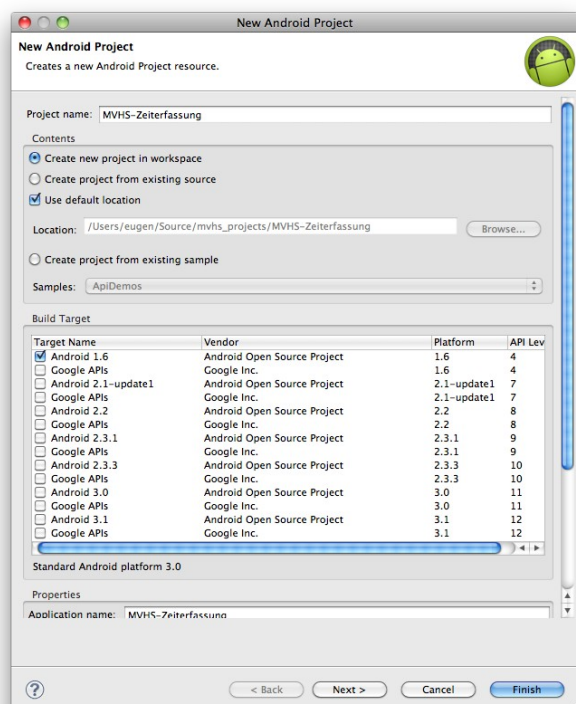 New Android Project
New Android Project
Creates a new Android Project resource.
Project name: MVHS-Zeiterfassung
Contents
Create new project in workspace
Create project from existing source
Use default location
Location: /Users/eugen/Source/mvhs_projects/MVHS-Zeiterfassung Browse...
Create project from existing sample
Samples: ApiDemos
Build Target
Target Name Vendor Platform API Lev
Android 1.6 Android Open Source Project 1.6 4
Google APIs Google Inc. 1.6 4
Android 2.1-update1 Android Open Source Project 2.1-update1 7
Google APIs Google Inc. 2.1-update1 7
Android 2.2 Android Open Source Project 2.2 8
Google APIs Google Inc. 2.2 8
Android 2.3.1 Android Open Source Project 2.3.1 9
Google APIs Google Inc. 2.3.1 9
Android 2.3.3 Android Open Source Project 2.3.3 10
Google APIs Google Inc. 2.3.3 10
Android 3.0 Android Open Source Project 3.0 11
Google APIs Google Inc. 3.0 11
Android 3.1 Android Open Source Project 3.1 12
Google APIs Google Inc. 3.1 12
Standard Android platform 3.0
Properties
Application name: MVHS-Zeiterfassung
? < Back Next > Cancel Finish